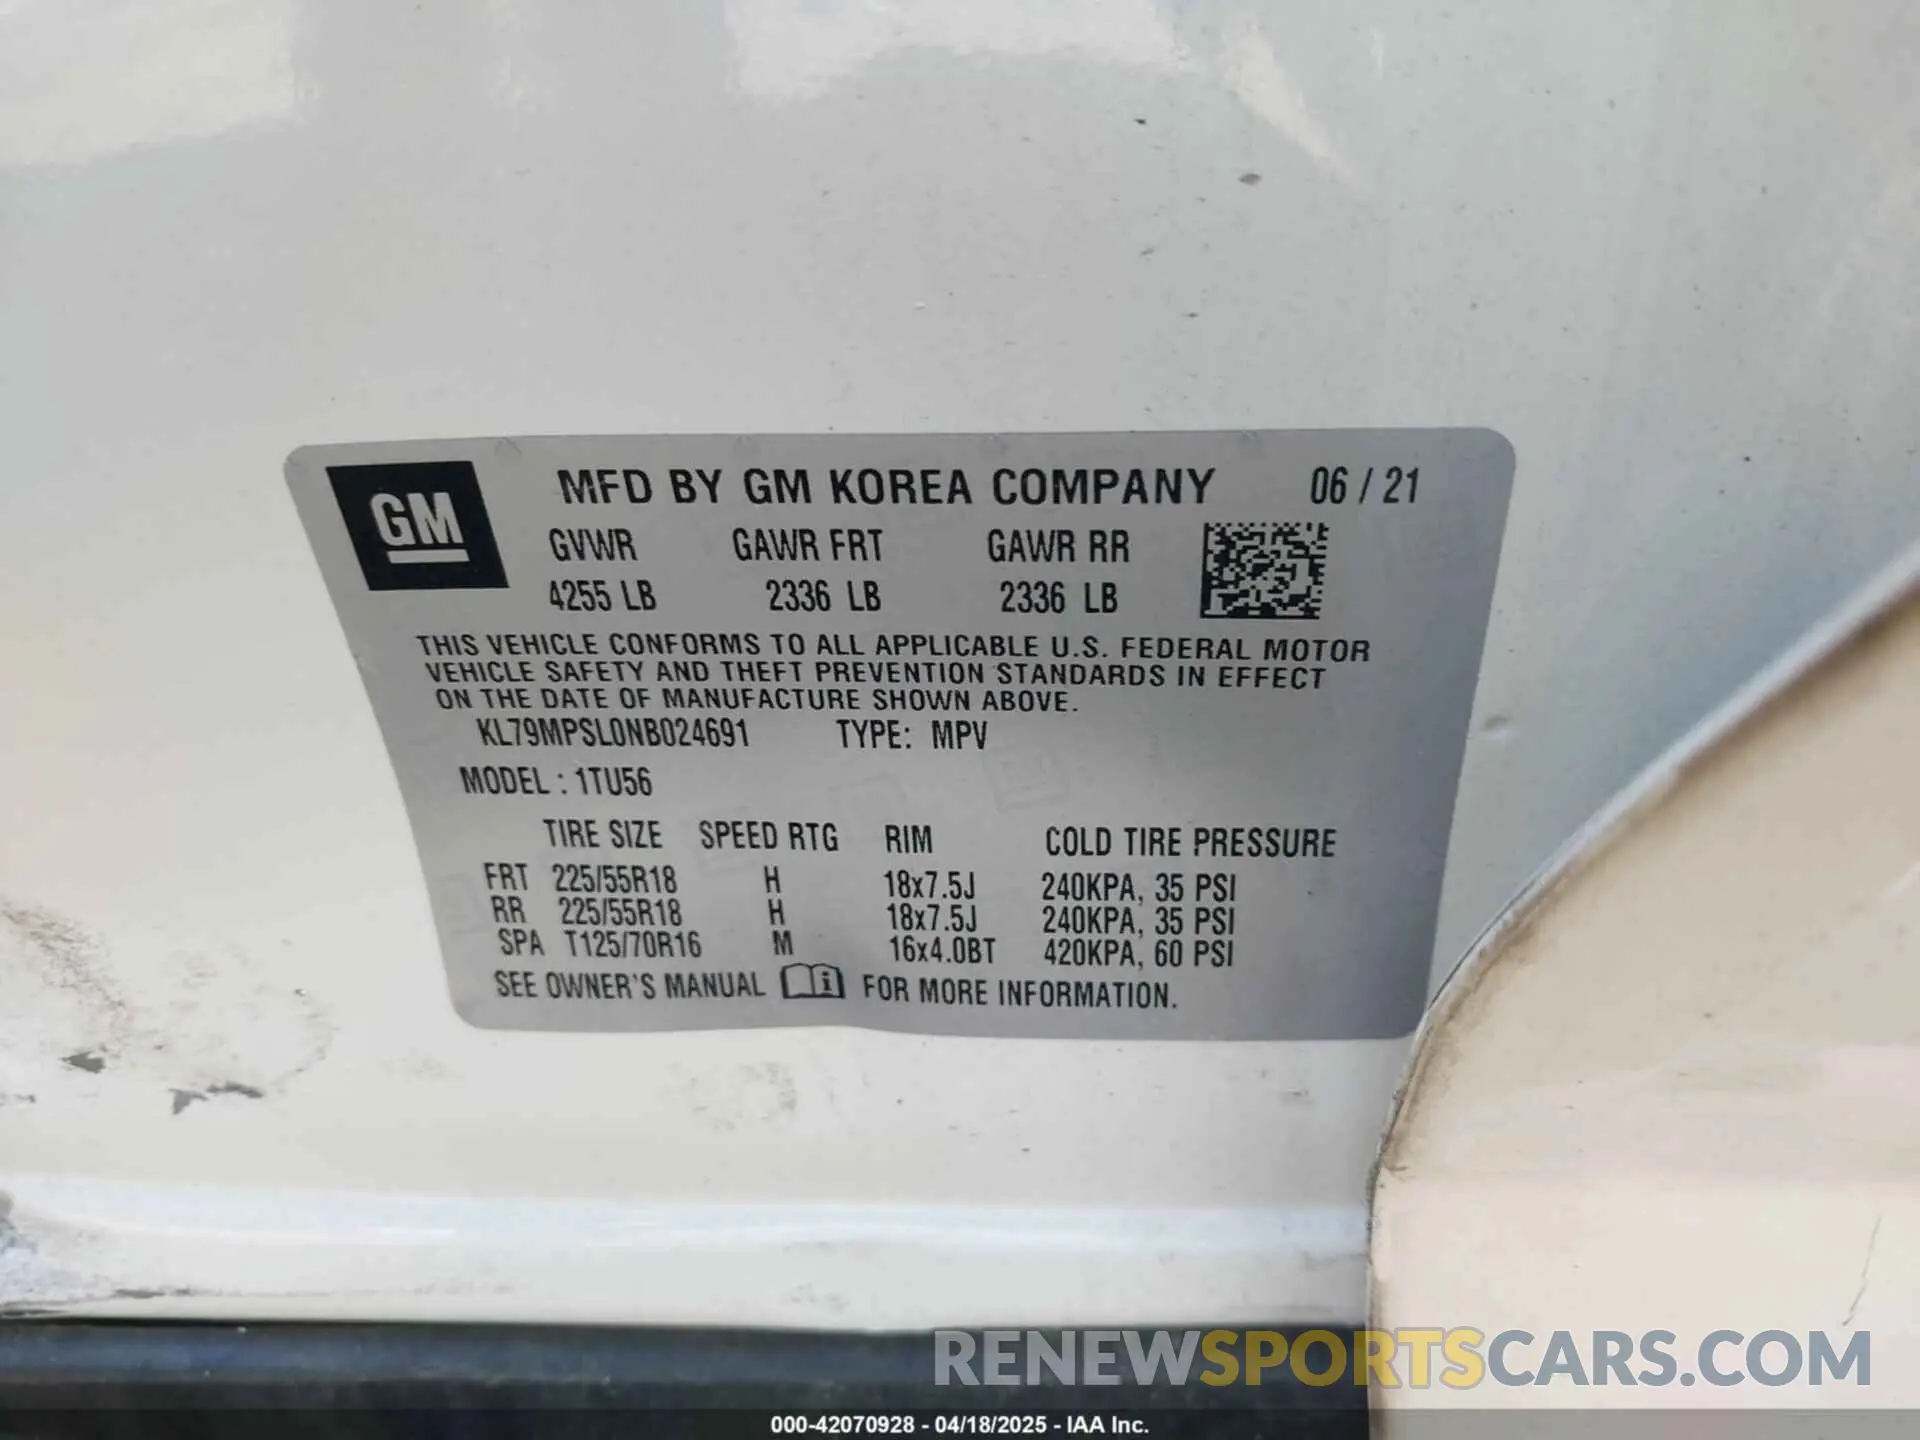 GM
MFD BY GM KOREA COMPANY 06 / 21
GVWR GAWR FRT GAWR RR
4255 LB 2336 LB 2336 LB
THIS VEHICLE CONFORMS TO ALL APPLICABLE U.S. FEDERAL MOTOR
VEHICLE SAFETY AND THEFT PREVENTION STANDARDS IN EFFECT
ON THE DATE OF MANUFACTURE SHOWN ABOVE.
KL79MPSL0NB024691 TYPE: MPV
MODEL : 1TU56
TIRE SIZE SPEED RTG RIM COLD TIRE PRESSURE
FRT 225/55R18 H 18x7.5J 240KPA, 35 PSI
RR 225/55R18 H 18x7.5J 240KPA, 35 PSI
SPA T125/70R16 M 16x4.0BT 420KPA, 60 PSI
SEE OWNER'S MANUAL FOR MORE INFORMATION.
RENEWSPORTSCARS.COM
000-42070928 - 04/18/2025 - IAA Inc.